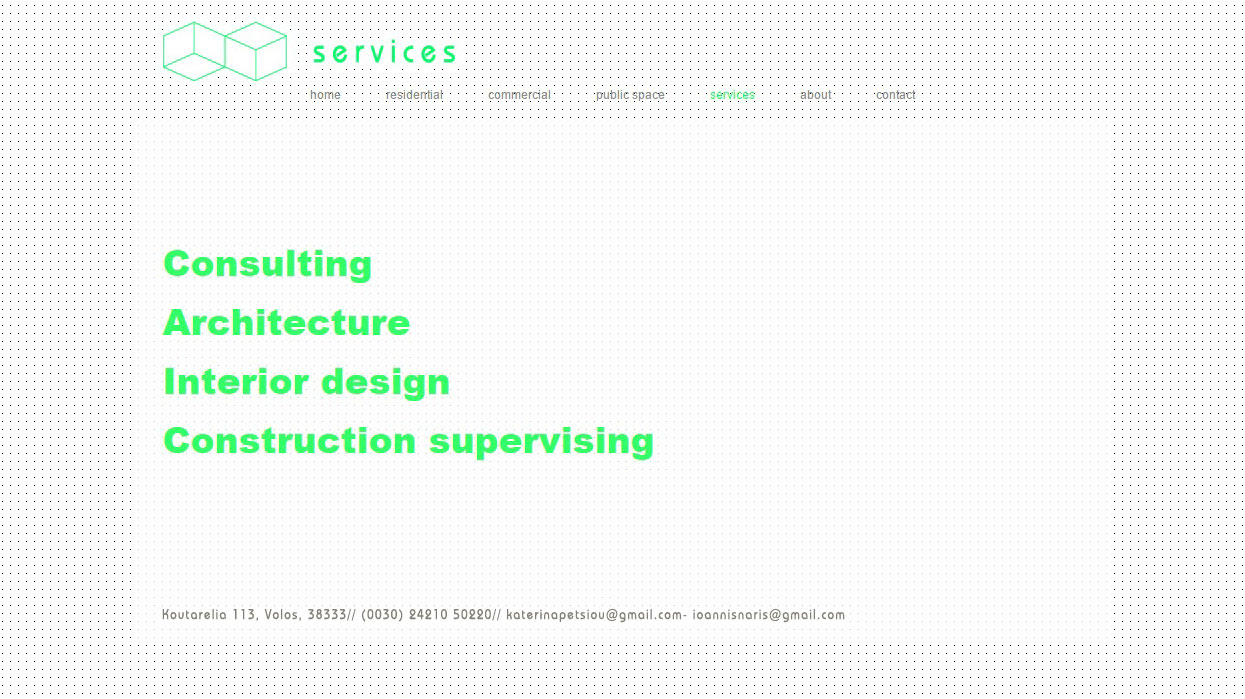 services
home residential commercial public space services about contact
Consulting
Architecture
Interior design
Construction supervising
Koutarelia 113, Volos, 38333// (0030) 24210 50220// katerinapetsiou@gmail.com- ioannisnaris@gmail.com